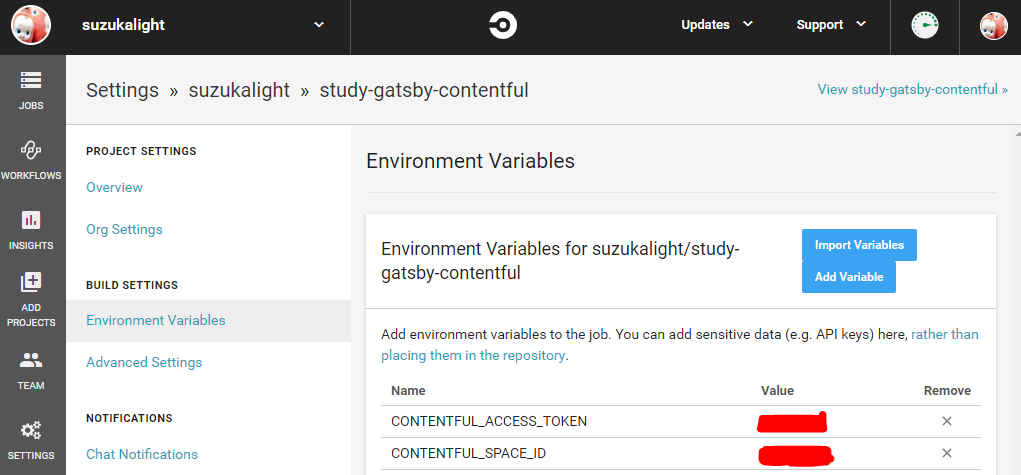 suzukalight
Updates
Support
JOBS
WORKFLOWS
INSIGHTS
ADD
PROJECTS
TEAM
SETTINGS
Settings » suzukalight » study-gatsby-contentful
View study-gatsby-contentful »
PROJECT SETTINGS
Overview
Org Settings
BUILD SETTINGS
Environment Variables
Advanced Settings
NOTIFICATIONS
Chat Notifications
Environment Variables
Environment Variables for suzukalight/study-
gatsby-contentful
Import Variables
Add Variable
Add environment variables to the job. You can add sensitive data (e.g. API keys) here, rather than
placing them in the repository.
Name Value Remove
CONTENTFUL_ACCESS_TOKEN ×
CONTENTFUL_SPACE_ID ×